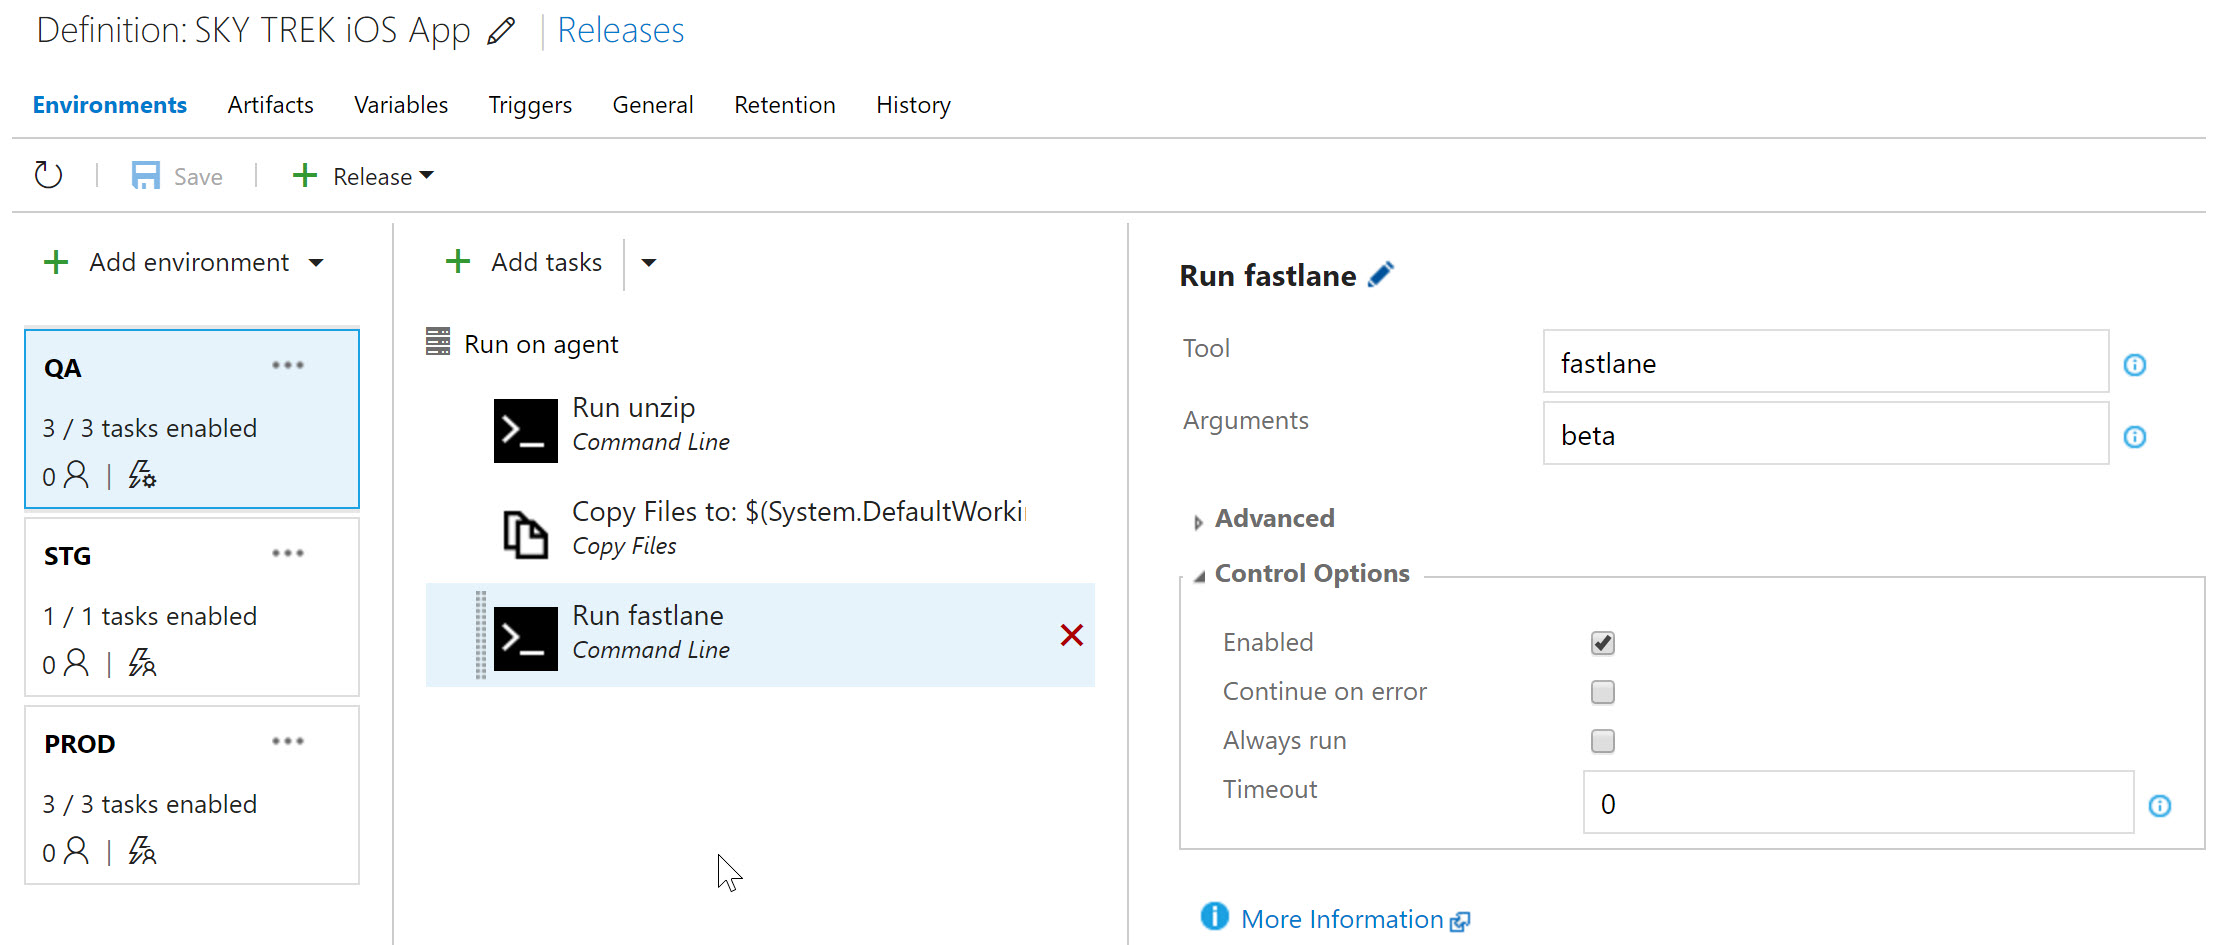 Definition: SKY TREK iOS App | Releases
Environments Artifacts Variables Triggers General Retention History
Save Release
Add environment
QA
3 / 3 tasks enabled
0
STG
1 / 1 tasks enabled
0
PROD
3 / 3 tasks enabled
0
Add tasks
Run on agent
Run unzip
Command Line
Copy Files to: $(System.DefaultWorki
Copy Files
Run fastlane
Command Line
Run fastlane
Tool fastlane
Arguments beta
Advanced
Control Options
Enabled
Continue on error
Always run
Timeout 0
More Information